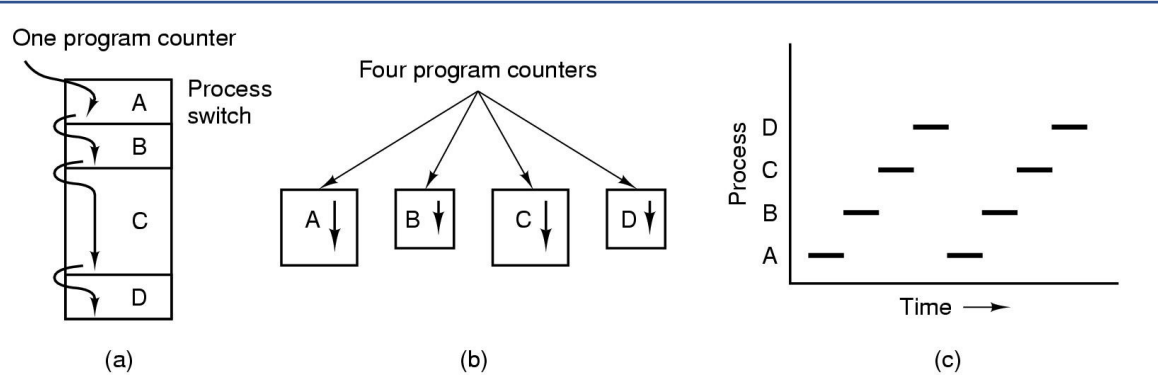 One program counter
A
Process
switch
B
C
D
(a)
Four program counters
A
B
C
D
(b)
Process
D
C
B
A
Time
(c)